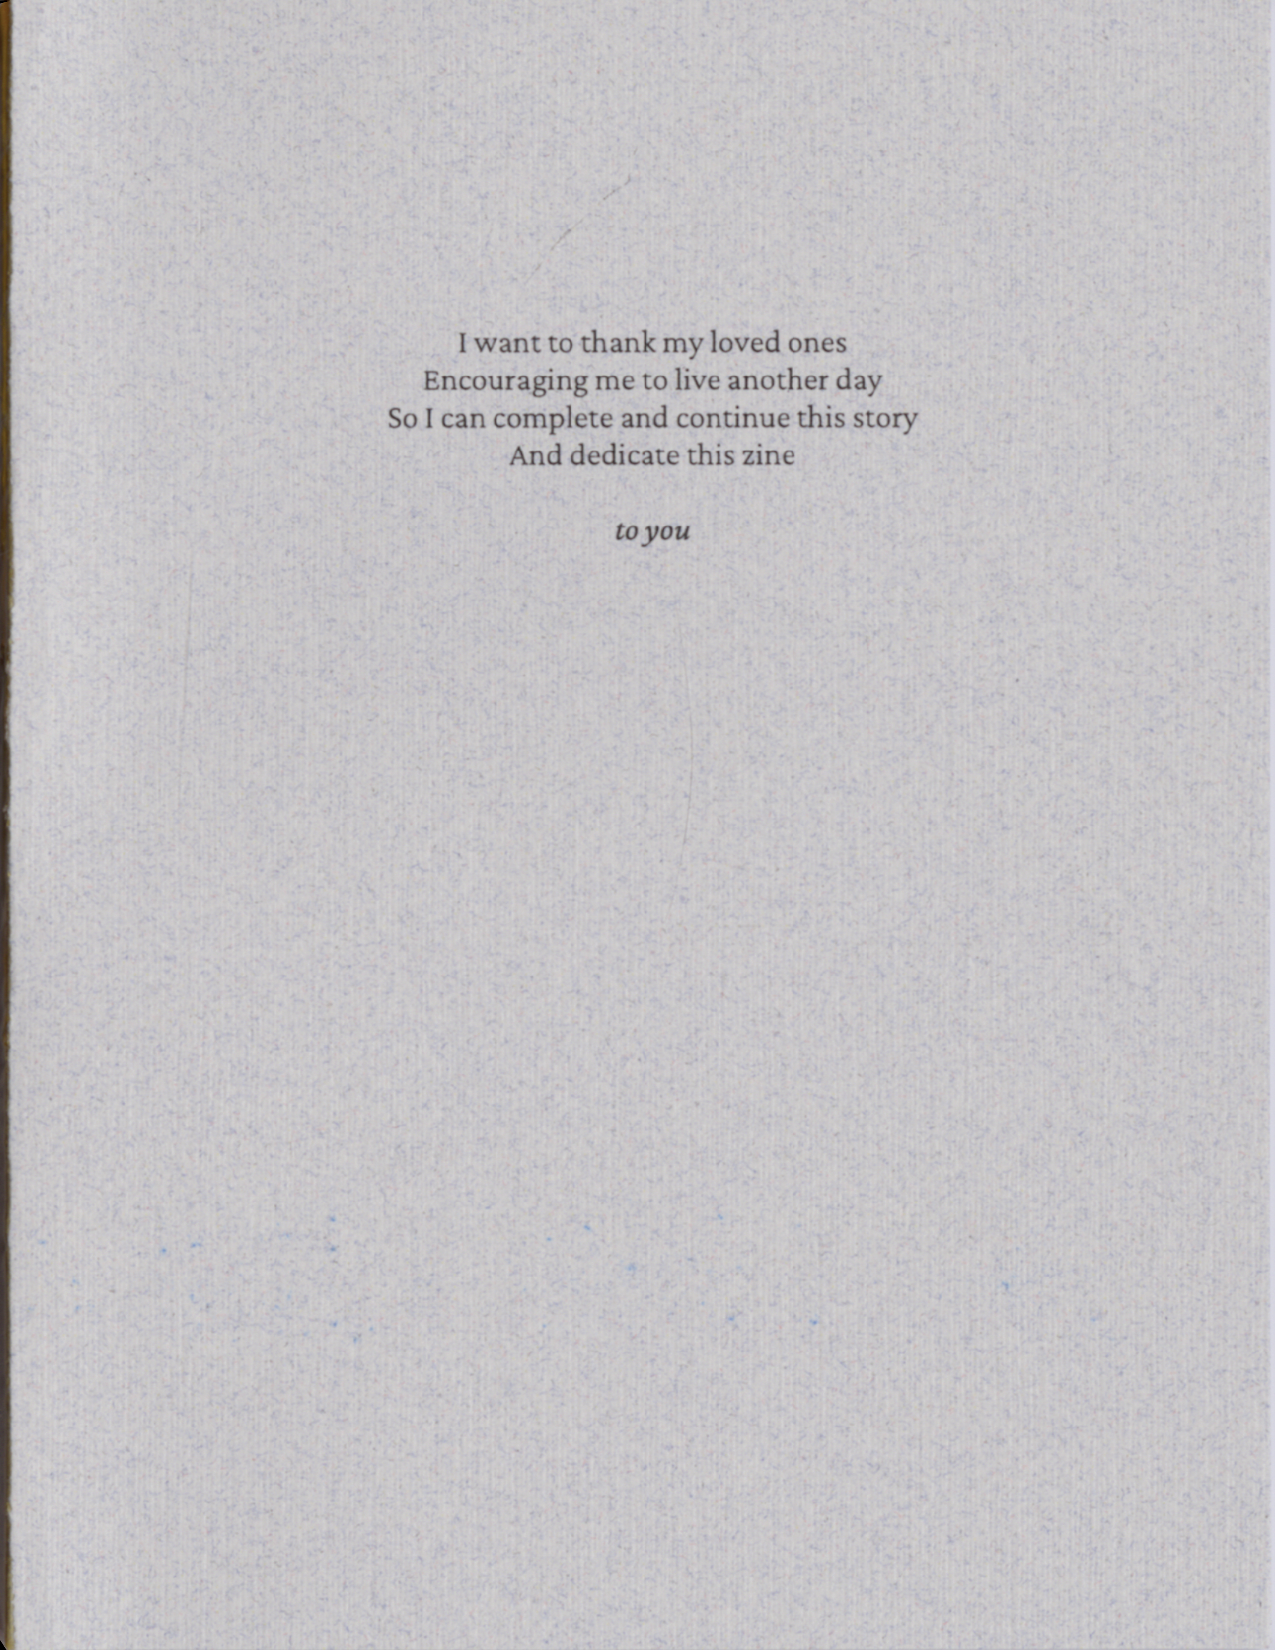 I want to thank my loved ones
Encouraging me to live another day
So I can complete and continue this story
And dedicate this zine
to you